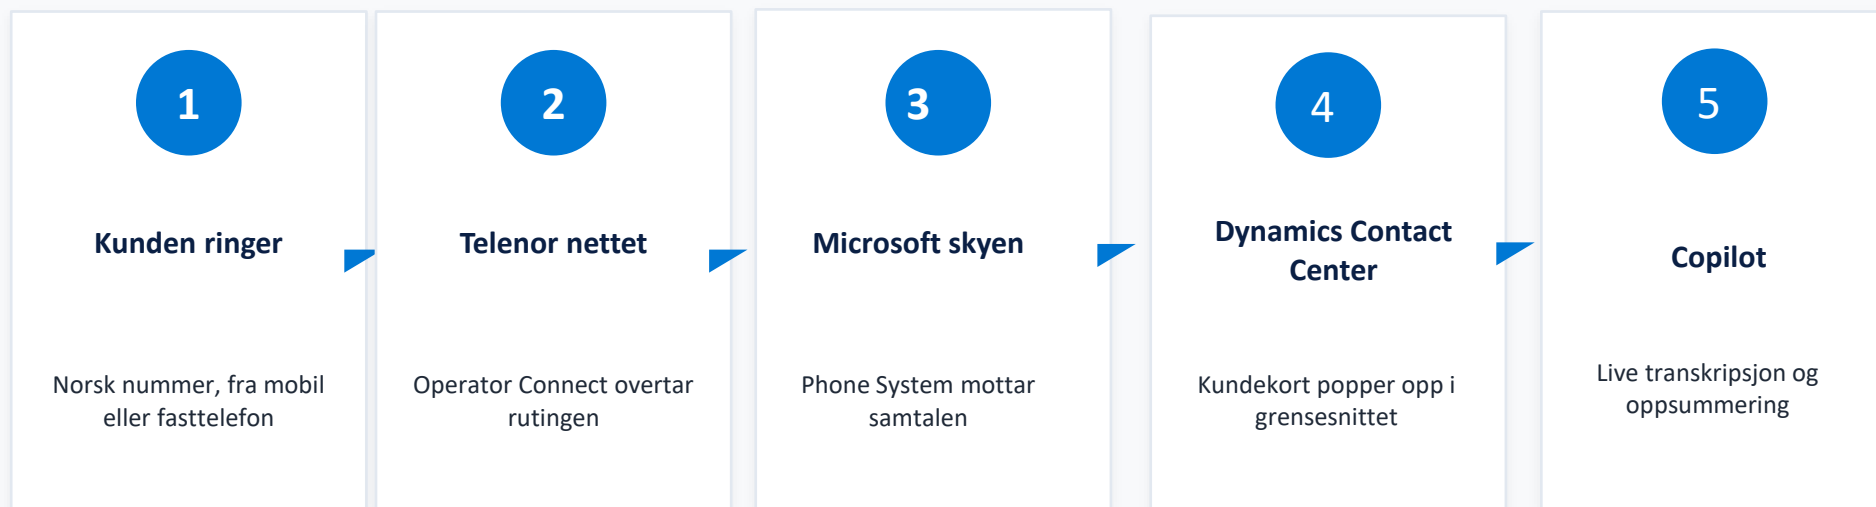 1
Kunden ringer
Norsk nummer, fra mobil
eller fasttelefon
2
Telenor nettet
Operator Connect overtar
rutingen
3
Microsoft skyen
Phone System mottar
samtalen
4
Dynamics Contact
Center
Kundekort popper opp i
grensesnittet
5
Copilot
Live transkripsjon og
oppsummering